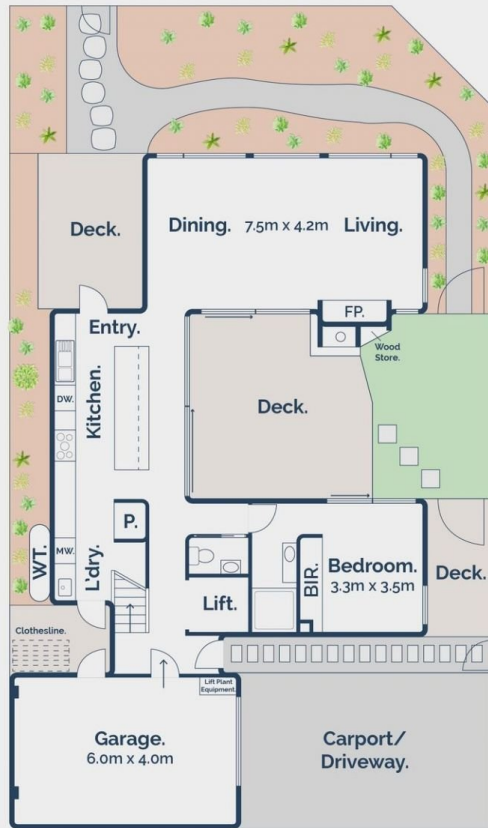 Deck.
Dining. 7.5m x 4.2m Living.
FP.
Entry.
Wood
Store.
DW.
Kitchen.
Deck.
P.
WT.
MW.
L'dry.
Lift.
BIR.
Bedroom.
3.3m x 3.5m
Deck.
Clothesline.
Lift Plant
Equipment.
Garage.
6.0m x 4.0m
Carport/
Driveway.